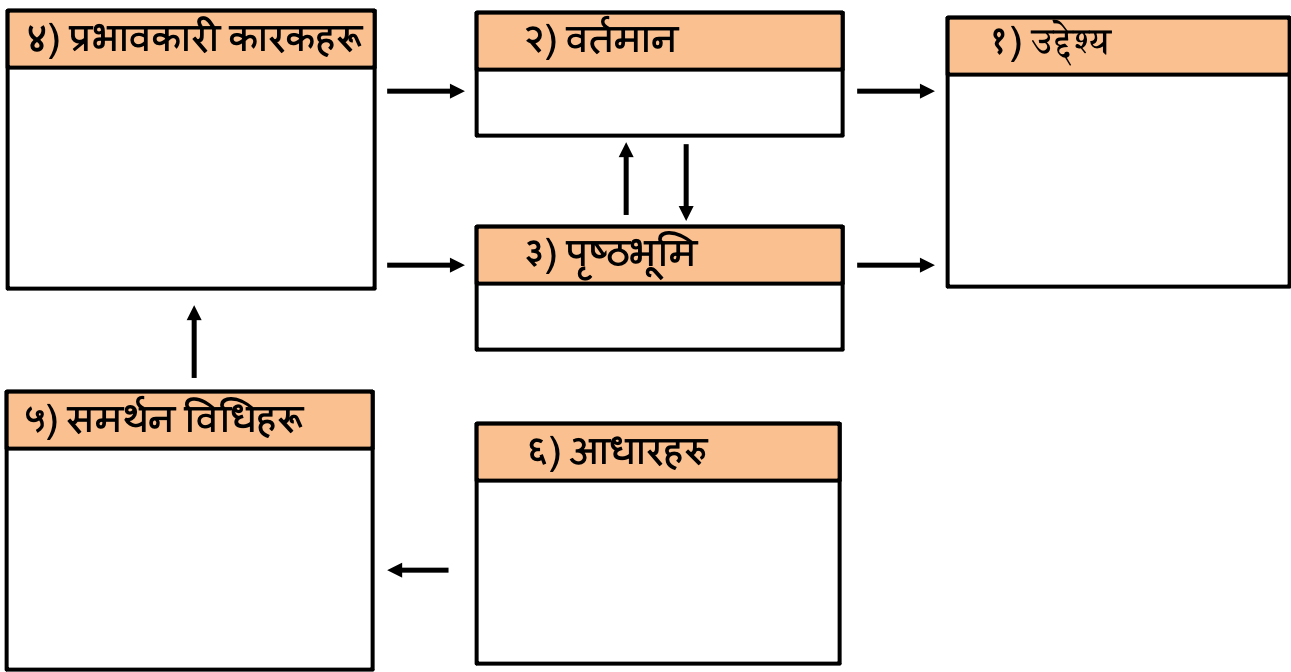 ४) प्रभावकारी कारकहरू
२) वर्तमान
१) उद्देश्य
३) पृष्ठभूमि
५) समर्थन विधिहरू
६) आधारहरु